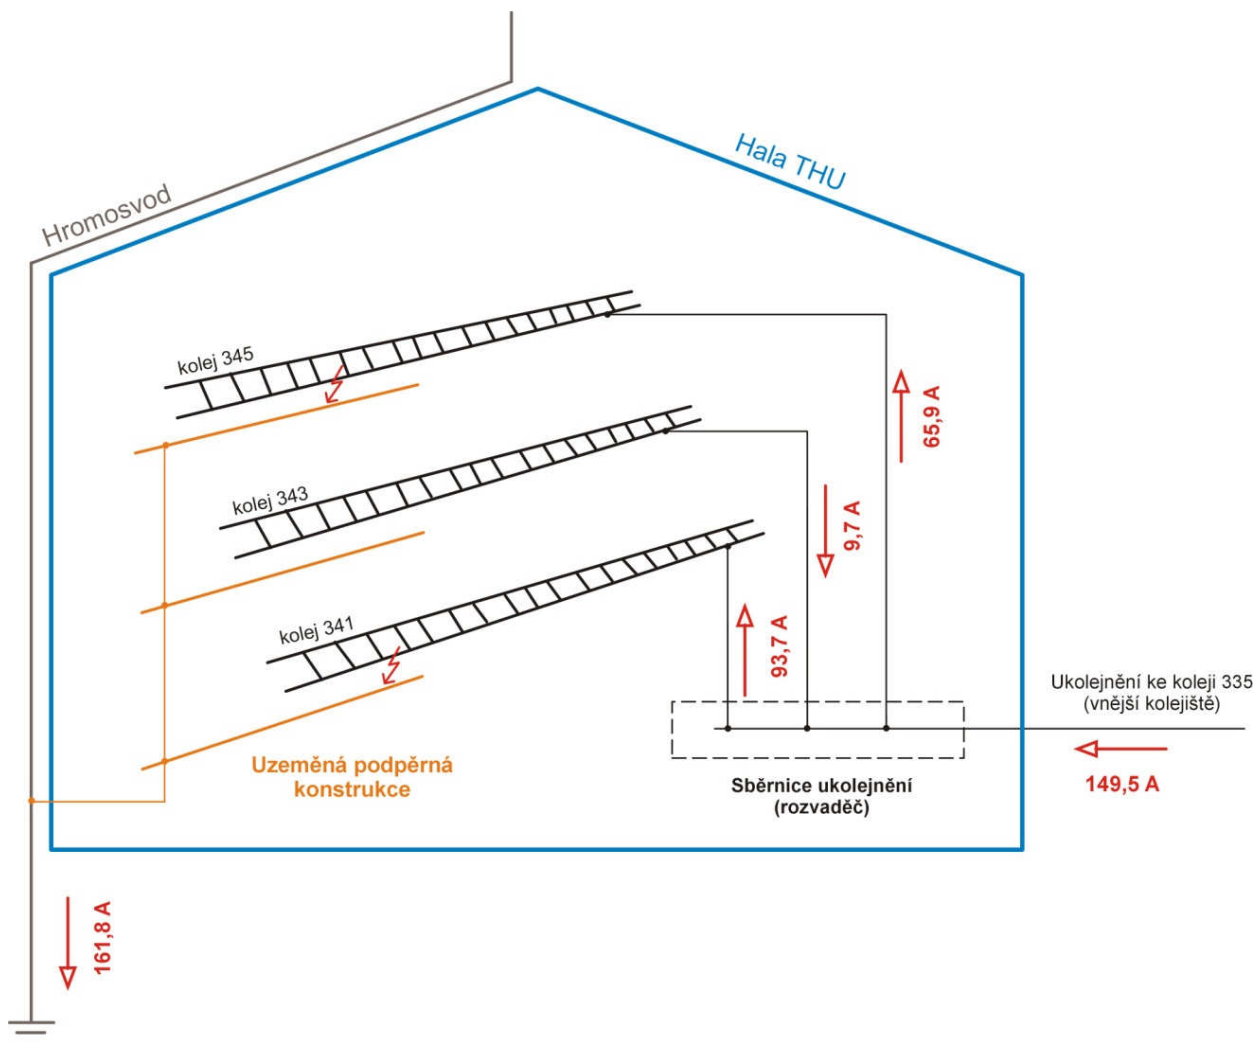 Hromosvod
Hala THU
kolej 345
65,9 A
kolej 343
9,7 A
kolej 341
93,7 A
Ukolejnění ke koleji 335
(vnější kolejiště)
149,5 A
Uzeměná podpěrná
konstrukce
Sběrnice ukolejnění
(rozvaděč)
161,8 A